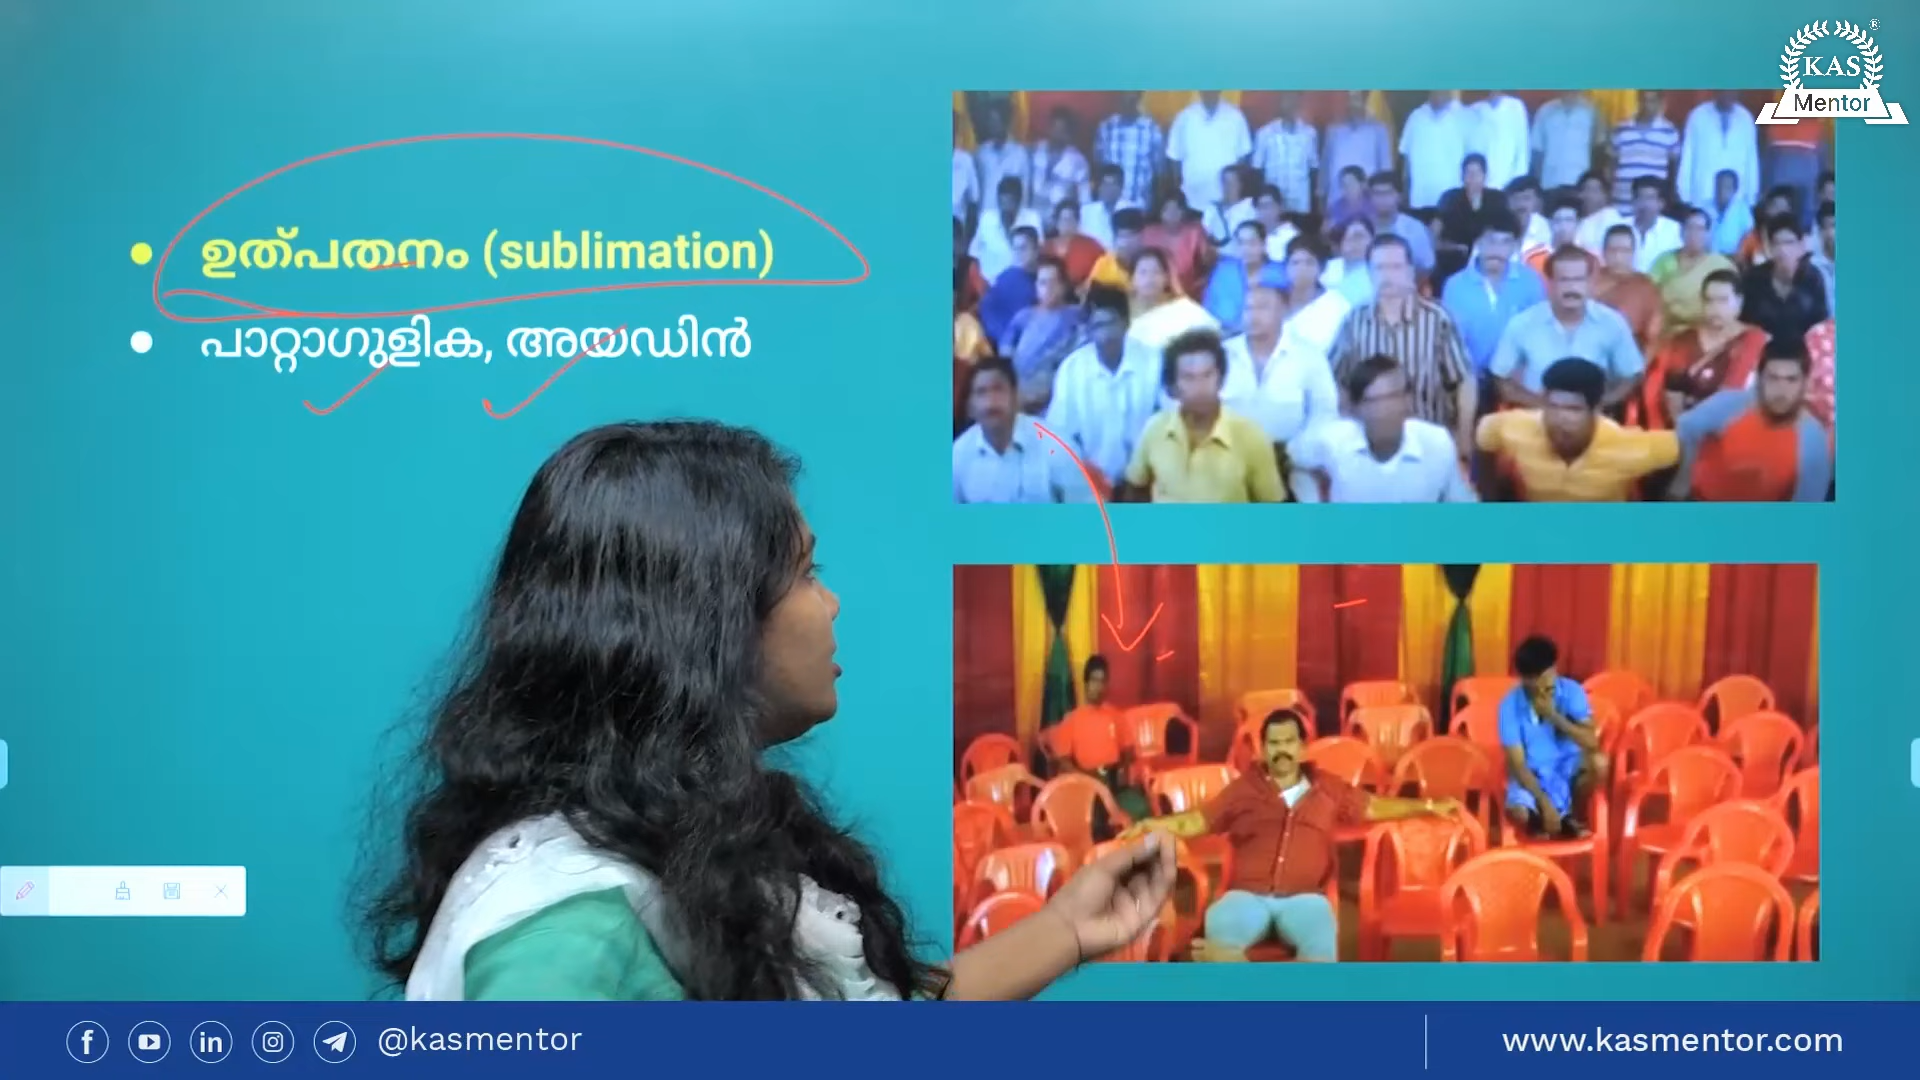 KAS
®
Mentor
ഉത്പതനം (sublimation)
പാറ്റാഗുളിക, അയഡിൻ
@kasmentor
www.kasmentor.com